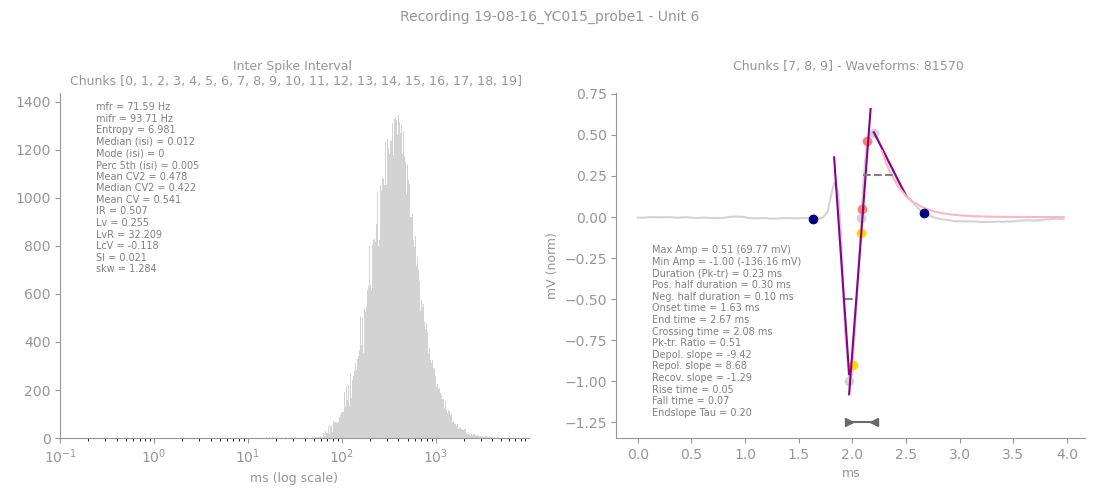 Recording 19-08-16_YC015_probe1 - Unit 6
Inter Spike Interval
Chunks [0, 1, 2, 3, 4, 5, 6, 7, 8, 9, 10, 11, 12, 13, 14, 15, 16, 17, 18, 19]
1400
1200
1000
800
600
400
200
0
mfr = 71.59 Hz
mifr = 93.71 Hz
Entropy = 6.981
Median (isi) = 0.012
Mode (isi) = 0
Perc 5th (isi) = 0.005
Mean CV2 = 0.478
Median CV2 = 0.422
Mean CV = 0.541
IR = 0.507
Lv = 0.255
LvR = 32.209
LcV = -0.118
SI = 0.021
skw = 1.284
10⁻¹ 10⁰ 10¹ 10² 10³
ms (log scale)
Chunks [7, 8, 9] - Waveforms: 81570
mV (norm)
0.75
0.50
0.25
0.00
−0.25
−0.50
−0.75
−1.00
−1.25
Max Amp = 0.51 (69.77 mV)
Min Amp = -1.00 (-136.16 mV)
Duration (Pk-tr) = 0.23 ms
Pos. half duration = 0.30 ms
Neg. half duration = 0.10 ms
Onset time = 1.63 ms
End time = 2.67 ms
Crossing time = 2.08 ms
Pk-tr. Ratio = 0.51
Depol. slope = -9.42
Repol. slope = 8.68
Recov. slope = -1.29
Rise time = 0.05
Fall time = 0.07
Endslope Tau = 0.20
0.0 0.5 1.0 1.5 2.0 2.5 3.0 3.5 4.0
ms